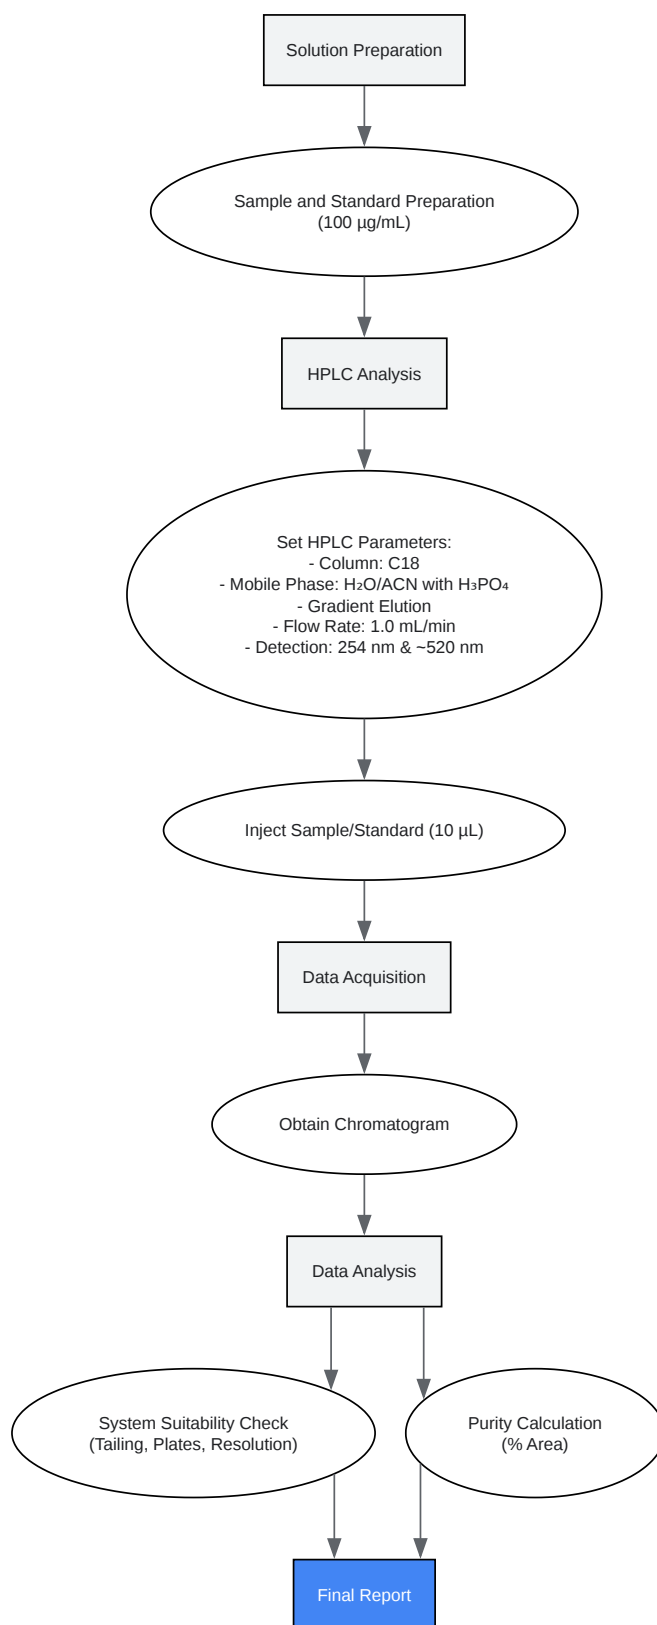 Solution Preparation
Sample and Standard Preparation
(100 µg/mL)
HPLC Analysis
Set HPLC Parameters:
- Column: C18
- Mobile Phase: H₂O/ACN with H₃PO₄
- Gradient Elution
- Flow Rate: 1.0 mL/min
- Detection: 254 nm & ~520 nm
Inject Sample/Standard (10 µL)
Data Acquisition
Obtain Chromatogram
Data Analysis
System Suitability Check
(Tailing, Plates, Resolution)
Purity Calculation
(% Area)
Final Report